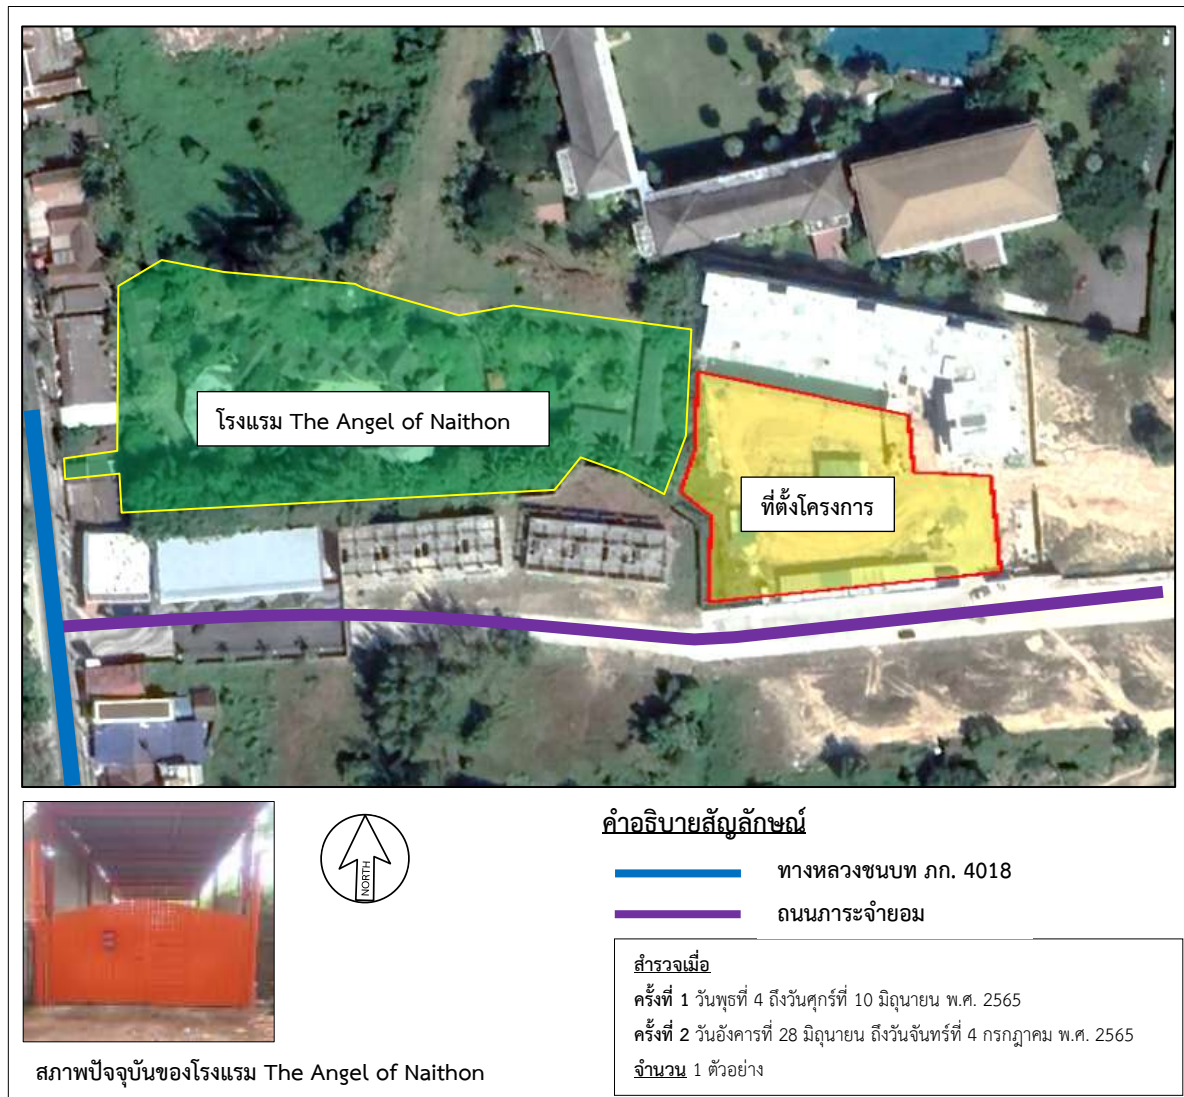 โรงแรม The Angel of Naithon
ที่ตั้งโครงการ
NORTH
สภาพปัจจุบันของโรงแรม The Angel of Naithon
คำอธิบายสัญลักษณ์
ทางหลวงชนบท ภก. 4018
ถนนภาระจำยอม
สำรวจเมื่อ
ครั้งที่ 1 วันพุธที่ 4 ถึงวันศุกร์ที่ 10 มิถุนายน พ.ศ. 2565
ครั้งที่ 2 วันอังคารที่ 28 มิถุนายน ถึงวันจันทร์ที่ 4 กรกฎาคม พ.ศ. 2565
จำนวน 1 ตัวอย่าง